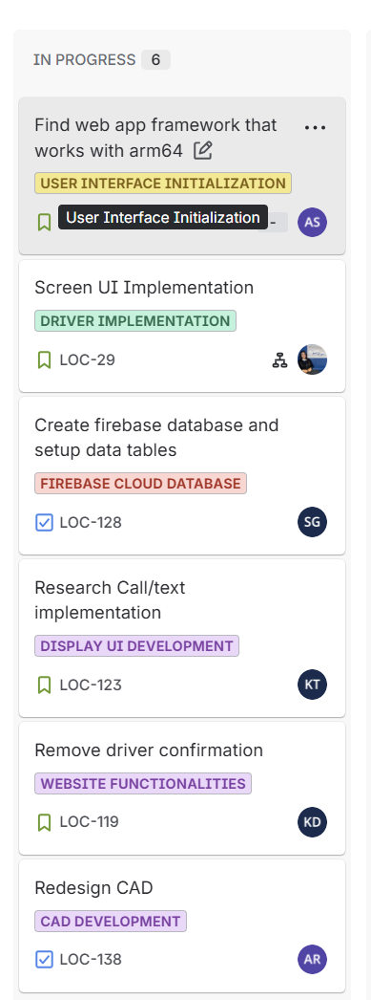 IN PROGRESS 6
Find web app framework that
works with arm64
USER INTERFACE INITIALIZATION
User Interface Initialization - AS
Screen UI Implementation
DRIVER IMPLEMENTATION
LOC-29
Create firebase database and
setup data tables
FIREBASE CLOUD DATABASE
LOC-128 SG
Research Call/text
implementation
DISPLAY UI DEVELOPMENT
LOC-123 KT
Remove driver confirmation
WEBSITE FUNCTIONALITIES
LOC-119 KD
Redesign CAD
CAD DEVELOPMENT
LOC-138 AR